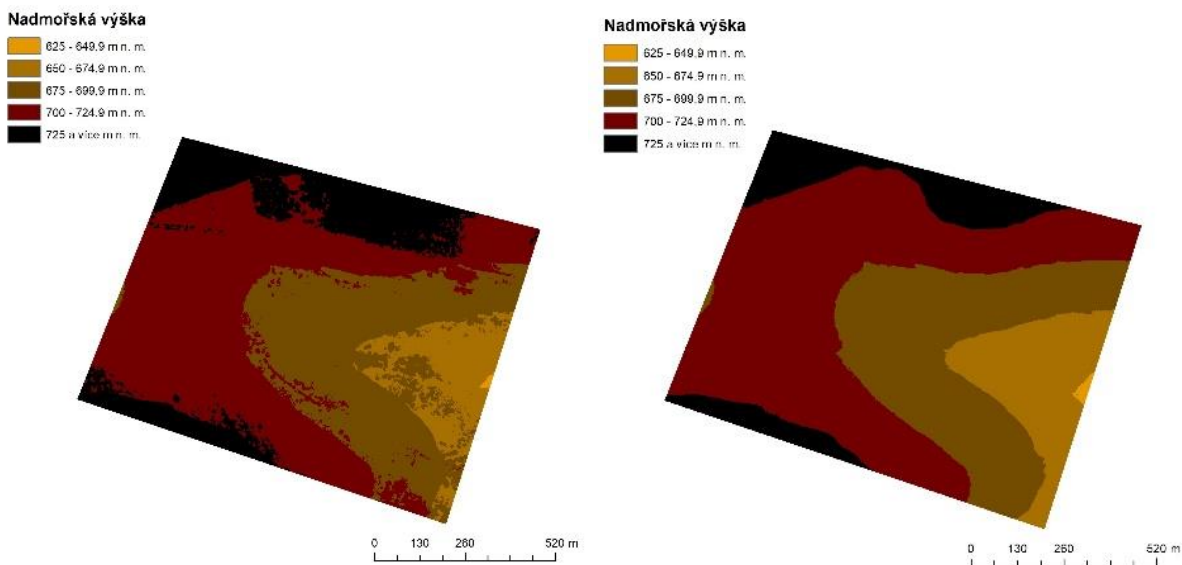 Nadmořská výška
625 - 649.9 m n. m.
650 - 674.9 m n. m.
675 - 699.9 m n. m.
700 - 724.9 m n. m.
725 a více m n. m.
0 130 260 520 m
Nadmořská výška
625 - 649.9 m n. m.
650 - 674.9 m n. m.
675 - 699.9 m n. m.
700 - 724.9 m n. m.
725 a více m n. m.
0 130 260 520 m